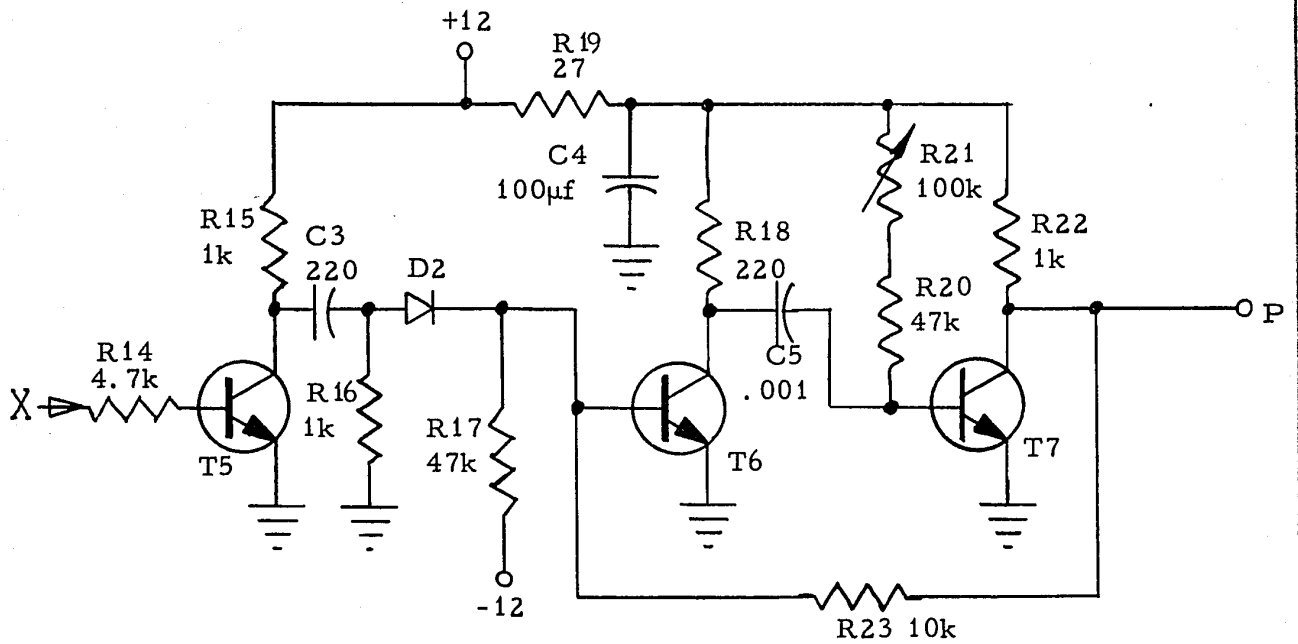 +12
R19
27
C4
100µf
R21
100k
R15
1k
C3
220
D2
R18
220
R22
1k
R20
47k
P
R14
4.7k
X
R16
1k
C5
.001
R17
47k
T5
T6
T7
-12
R23 10k